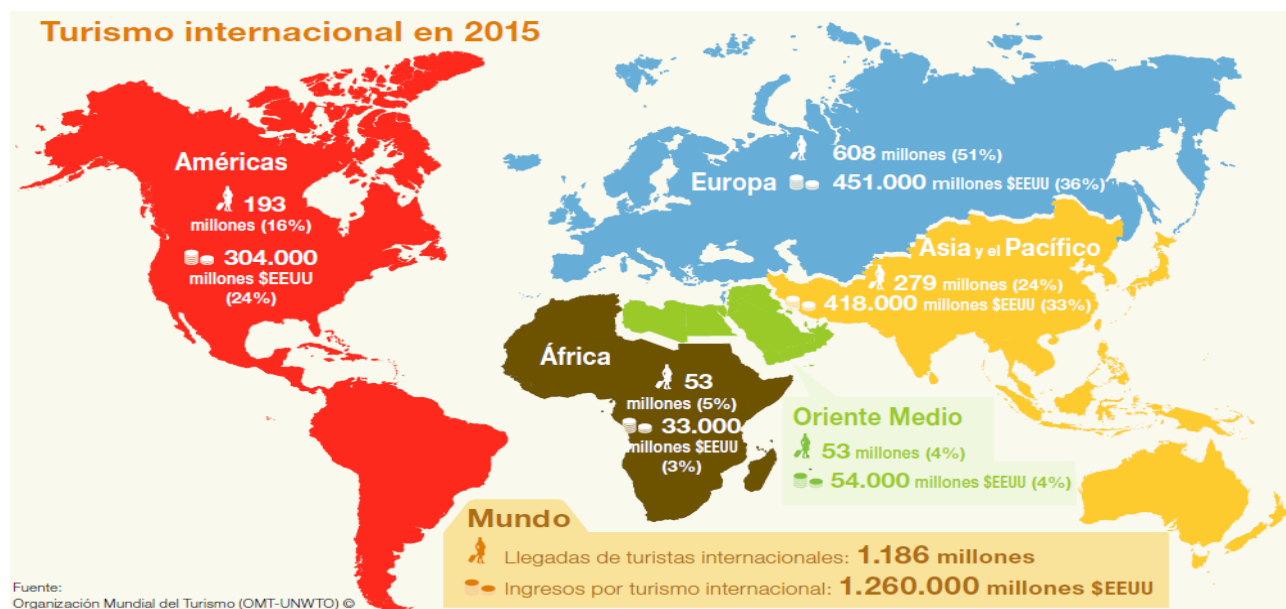 Turismo internacional en 2015
Américas
193
millones (16%)
304.000
millones $EEUU
(24%)
Europa
608 millones (51%)
451.000 millones $EEUU (36%)
Asia y el Pacífico
279 millones (24%)
418.000 millones $EEUU (33%)
África
53
millones (5%)
33.000
millones $EEUU
(3%)
Oriente Medio
53 millones (4%)
54.000 millones $EEUU (4%)
Mundo
Llegadas de turistas internacionales: 1.186 millones
Ingresos por turismo internacional: 1.260.000 millones $EEUU
Fuente:
Organización Mundial del Turismo (OMT-UNWTO) ©